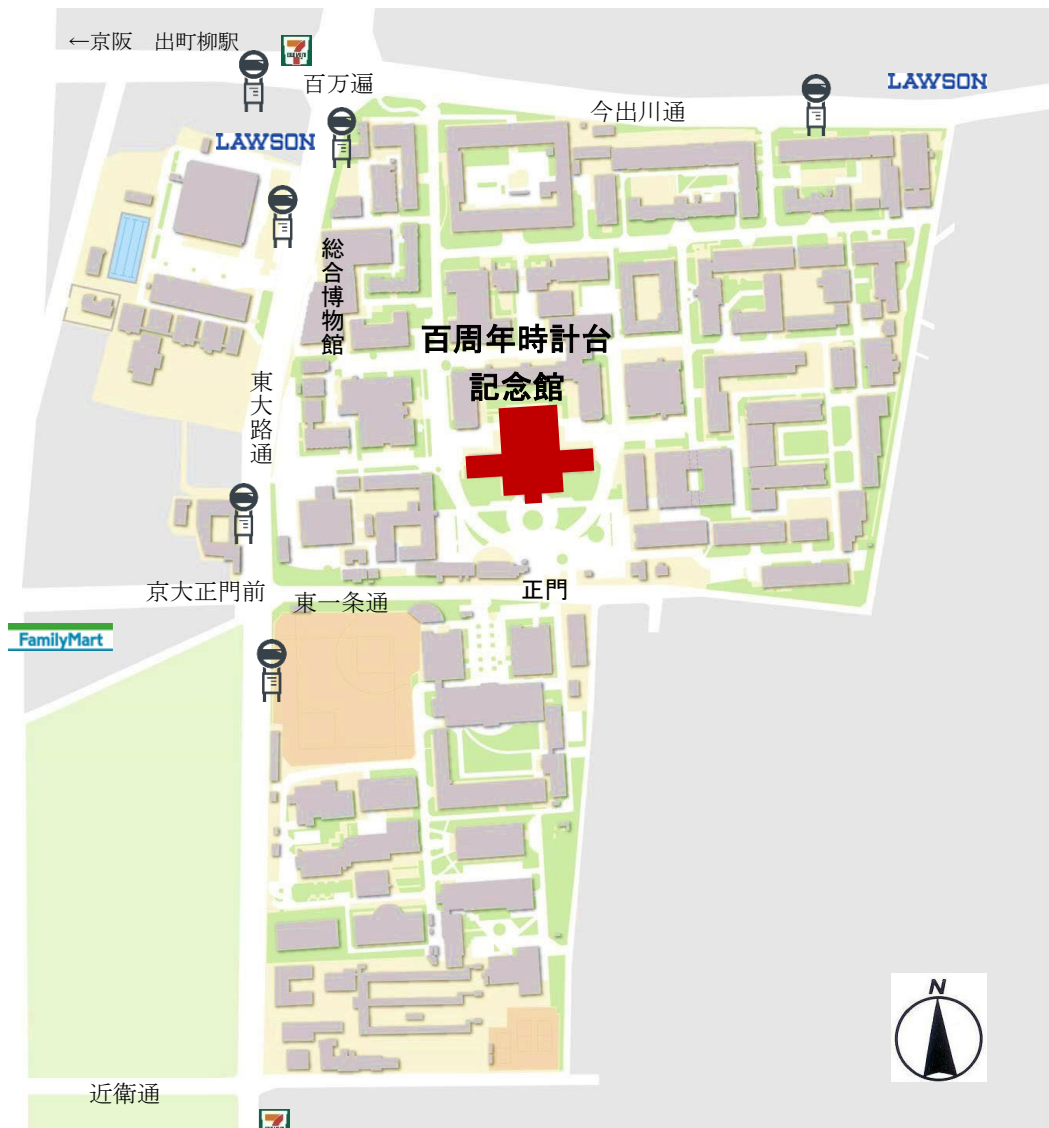 ←京阪　出町柳駅
百万遍
LAWSON
今出川通
LAWSON
総合博物館
百周年時計台
記念館
東大路通
京大正門前
東一条通
正門
FamilyMart
N
近衛通
7